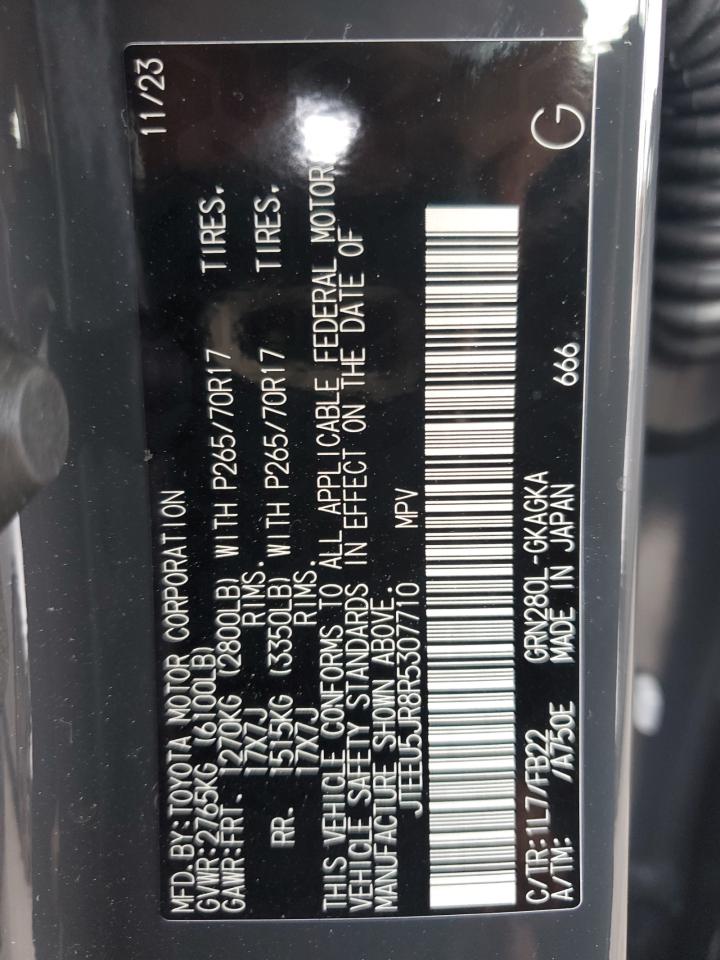 MFD. BY: TOYOTA MOTOR CORPORATION 11/23
GVWR: 2765KG (6100LB)
GAWR: FRT. 1270KG (2800LB) WITH P265/70R17 TIRES.
17X7J RIMS.
RR. 1515KG (3350LB) WITH P265/70R17 TIRES.
17X7J RIMS.
THIS VEHICLE CONFORMS TO ALL APPLICABLE FEDERAL MOTOR
VEHICLE SAFETY STANDARDS IN EFFECT ON THE DATE OF
MANUFACTURE SHOWN ABOVE.
JTEEU5JR8R5307710 MPV
C/TR: 1L7/FB22 GRN280L-GKAGKA G
A/TM: /A750E MADE IN JAPAN 666